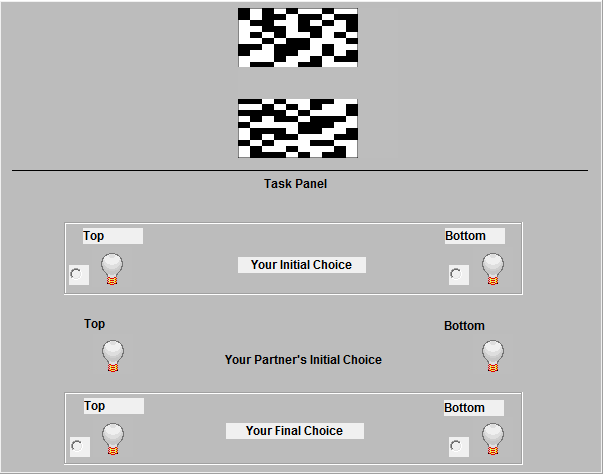 Task Panel
Top
Bottom
Your Initial Choice
Top
Bottom
Your Partner's Initial Choice
Top
Bottom
Your Final Choice